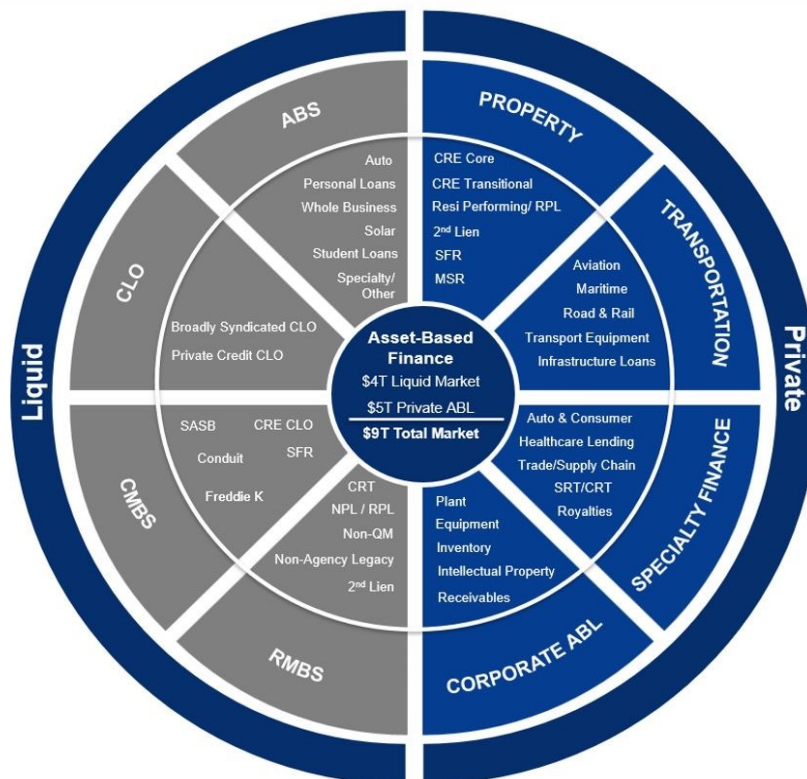 Liquid
Private
ABS
Auto
Personal Loans
Whole Business
Solar
Student Loans
Specialty/
Other
PROPERTY
CRE Core
CRE Transitional
Resi Performing/ RPL
2nd Lien
SFR
MSR
CLO
Broadly Syndicated CLO
Private Credit CLO
TRANSPORTATION
Aviation
Maritime
Road & Rail
Transport Equipment
Infrastructure Loans
Asset-Based
Finance
$4T Liquid Market
$5T Private ABL
$9T Total Market
CMBS
SASB
CRE CLO
Conduit
SFR
Freddie K
SPECIALTY FINANCE
Auto & Consumer
Healthcare Lending
Trade/Supply Chain
SRT/CRT
Royalties
RMBS
CRT
NPL / RPL
Non-QM
Non-Agency Legacy
2nd Lien
CORPORATE ABL
Plant
Equipment
Inventory
Intellectual Property
Receivables